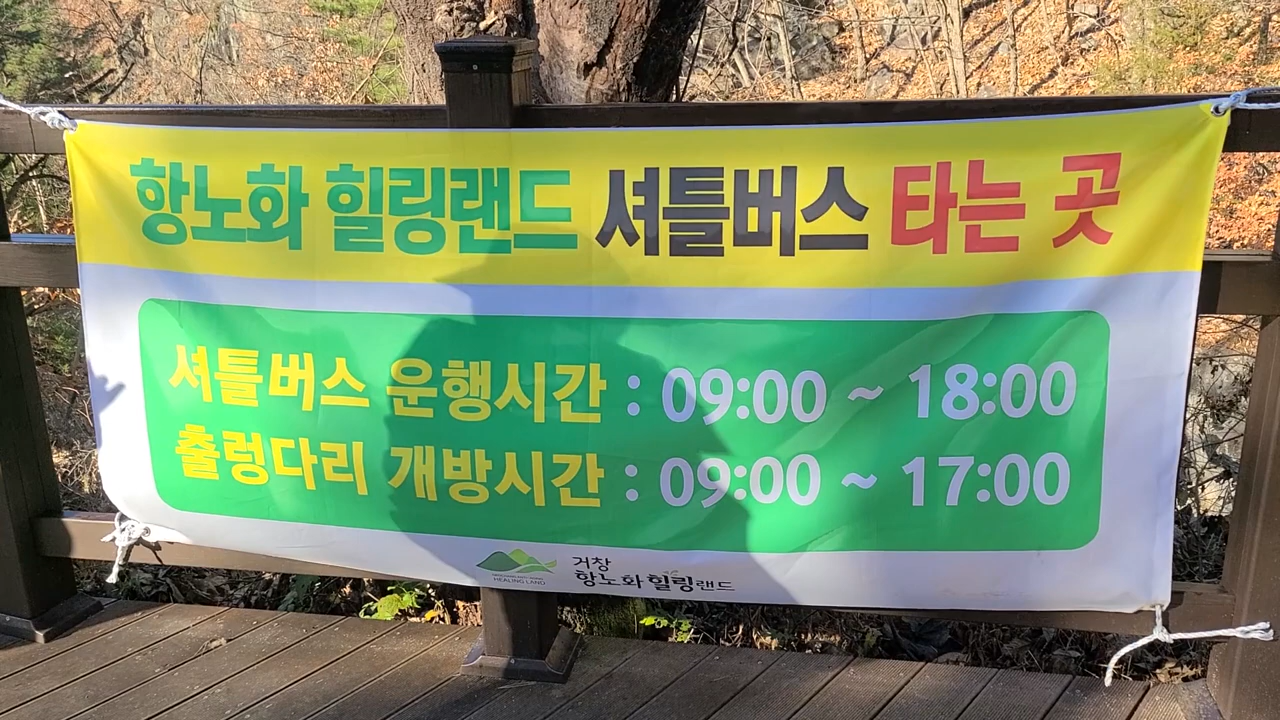 항노화 힐링랜드 셔틀버스 타는 곳
셔틀버스 운행시간 : 09:00 ~ 18:00
출렁다리 개방시간 : 09:00 ~ 17:00
HEALING LAND
거창
항노화 힐링랜드